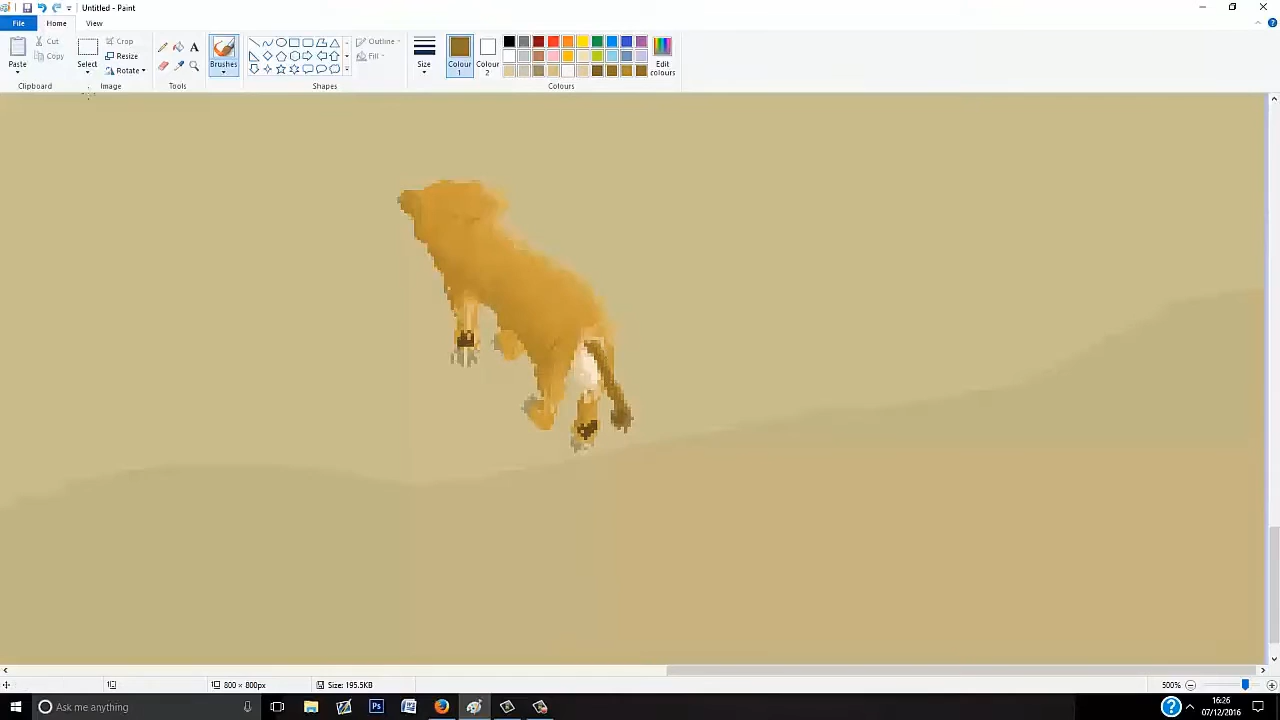 Untitled - Paint
File Home View
Paste
Cut
Copy
Clipboard
Select
Crop
Resize
Rotate
Image
A
Tools
Brushes
Outline
Fill
Shapes
Size
Colour 1
Colour 2
Edit colours
Colours
800 × 800px
Size: 195.5KB
500%
Ask me anything
16:26
07/12/2016